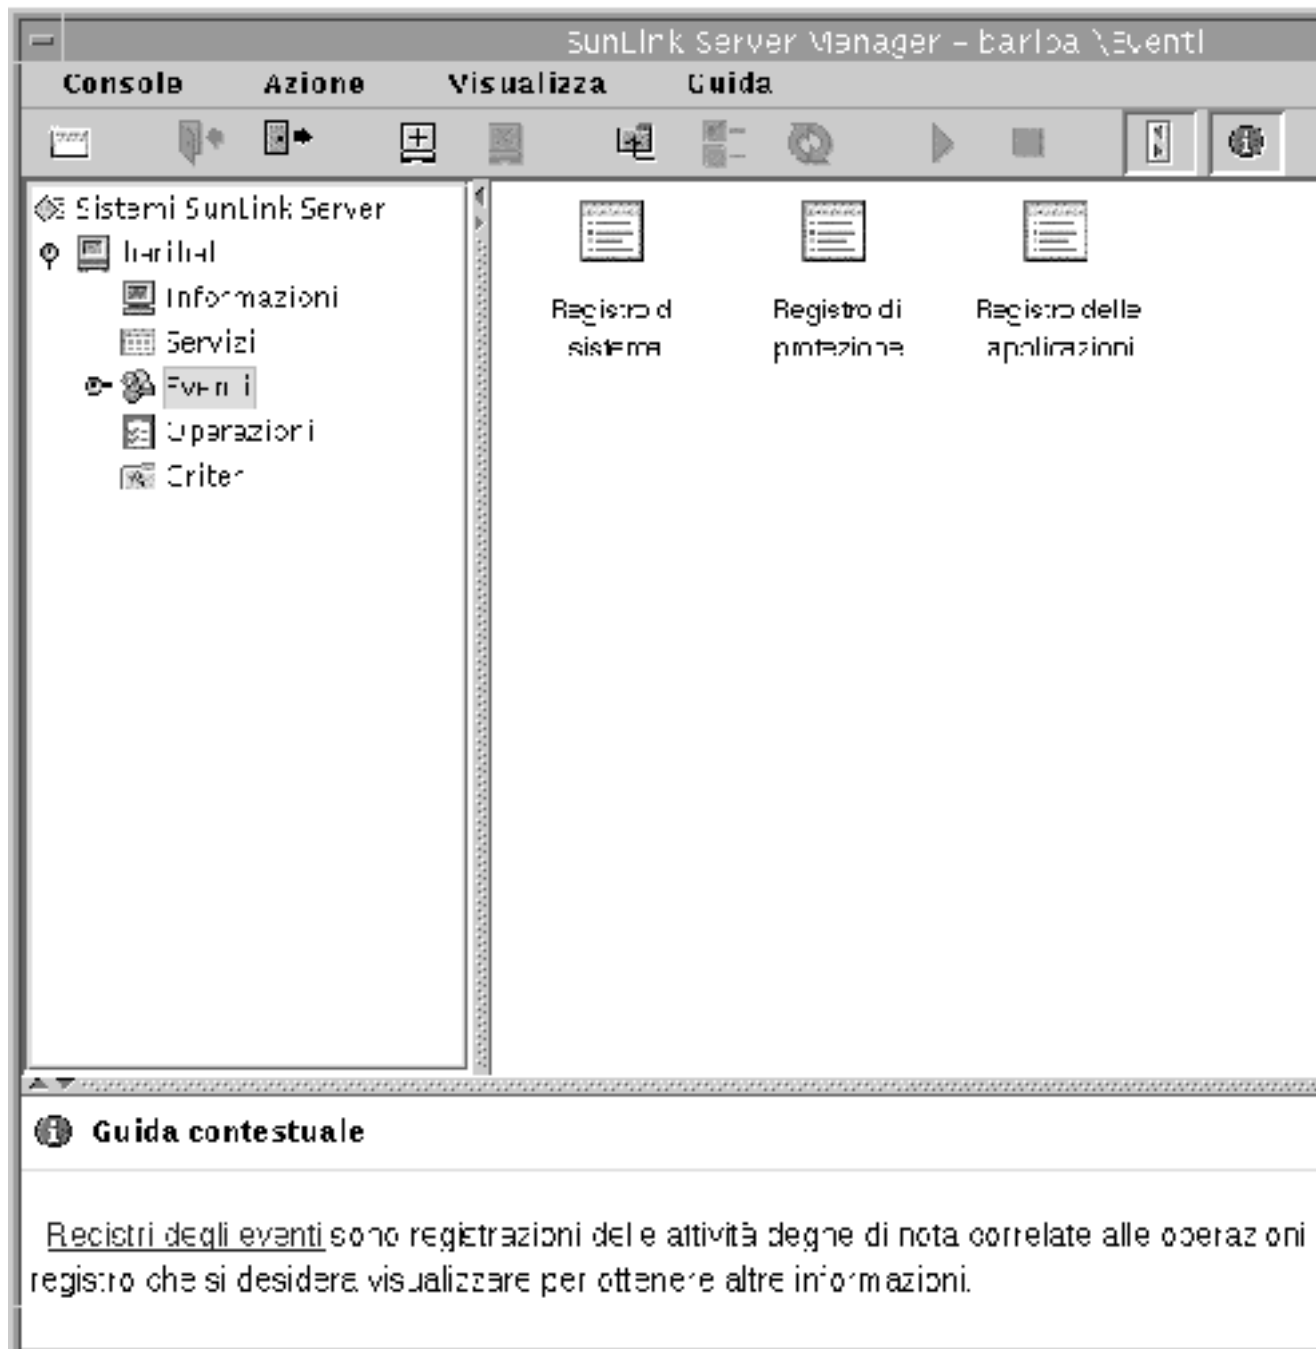 SunLink Server Manager – \Eventi
Console Azione Visualizza Guida
Sistemi SunLink Server
Informazioni
Servizi
Eventi
Operazioni
Criter
Registro di
sistema
Registro di
protezione
Registro delle
applicazioni
Guida contestuale
Registri degli eventi sono registrazioni delle attività degne di nota correlate alle operazioni
registro che si desidera visualizzare per ottenere altre informazioni.